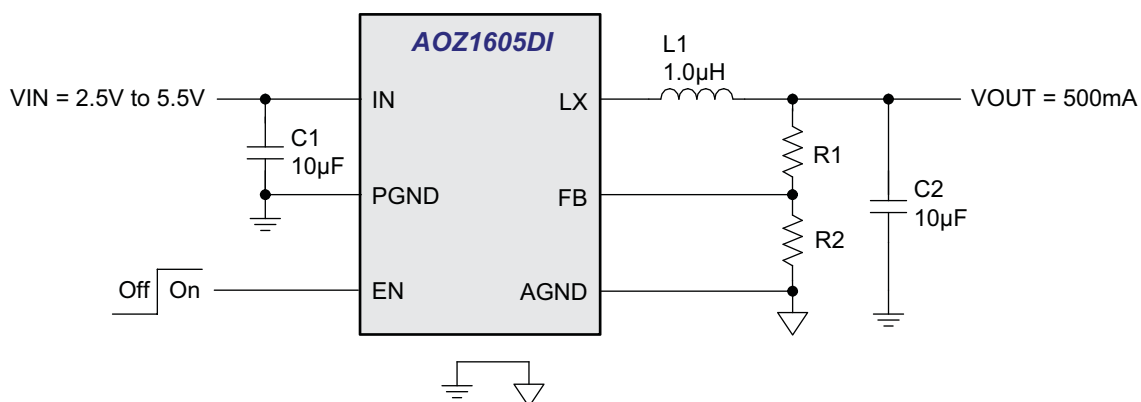 AOZ1605DI
L1
1.0µH
VIN = 2.5V to 5.5V
IN
LX
VOUT = 500mA
C1
10µF
R1
PGND
FB
C2
10µF
R2
Off
On
EN
AGND